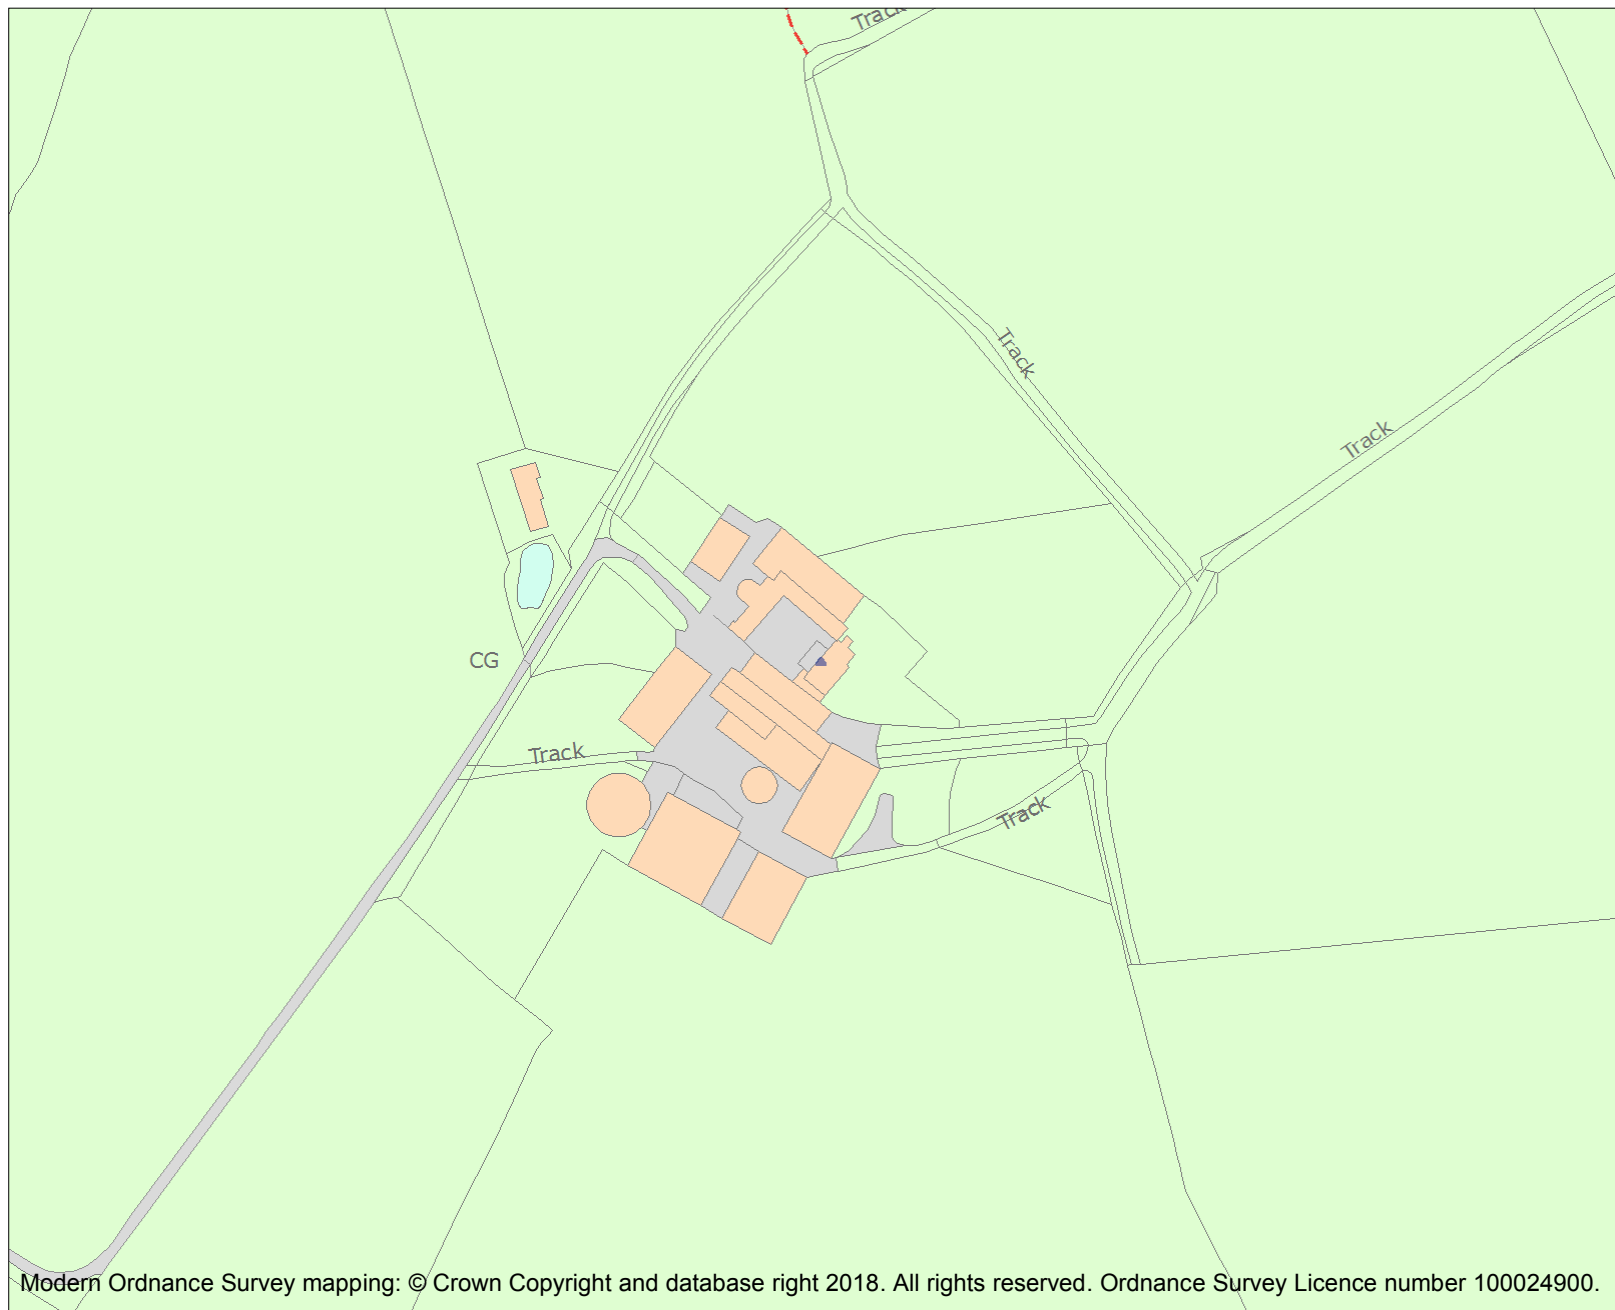 Track
Track
Track
CG
Track
Track
Modern Ordnance Survey mapping: © Crown Copyright and database right 2018. All rights reserved. Ordnance Survey Licence number 100024900.